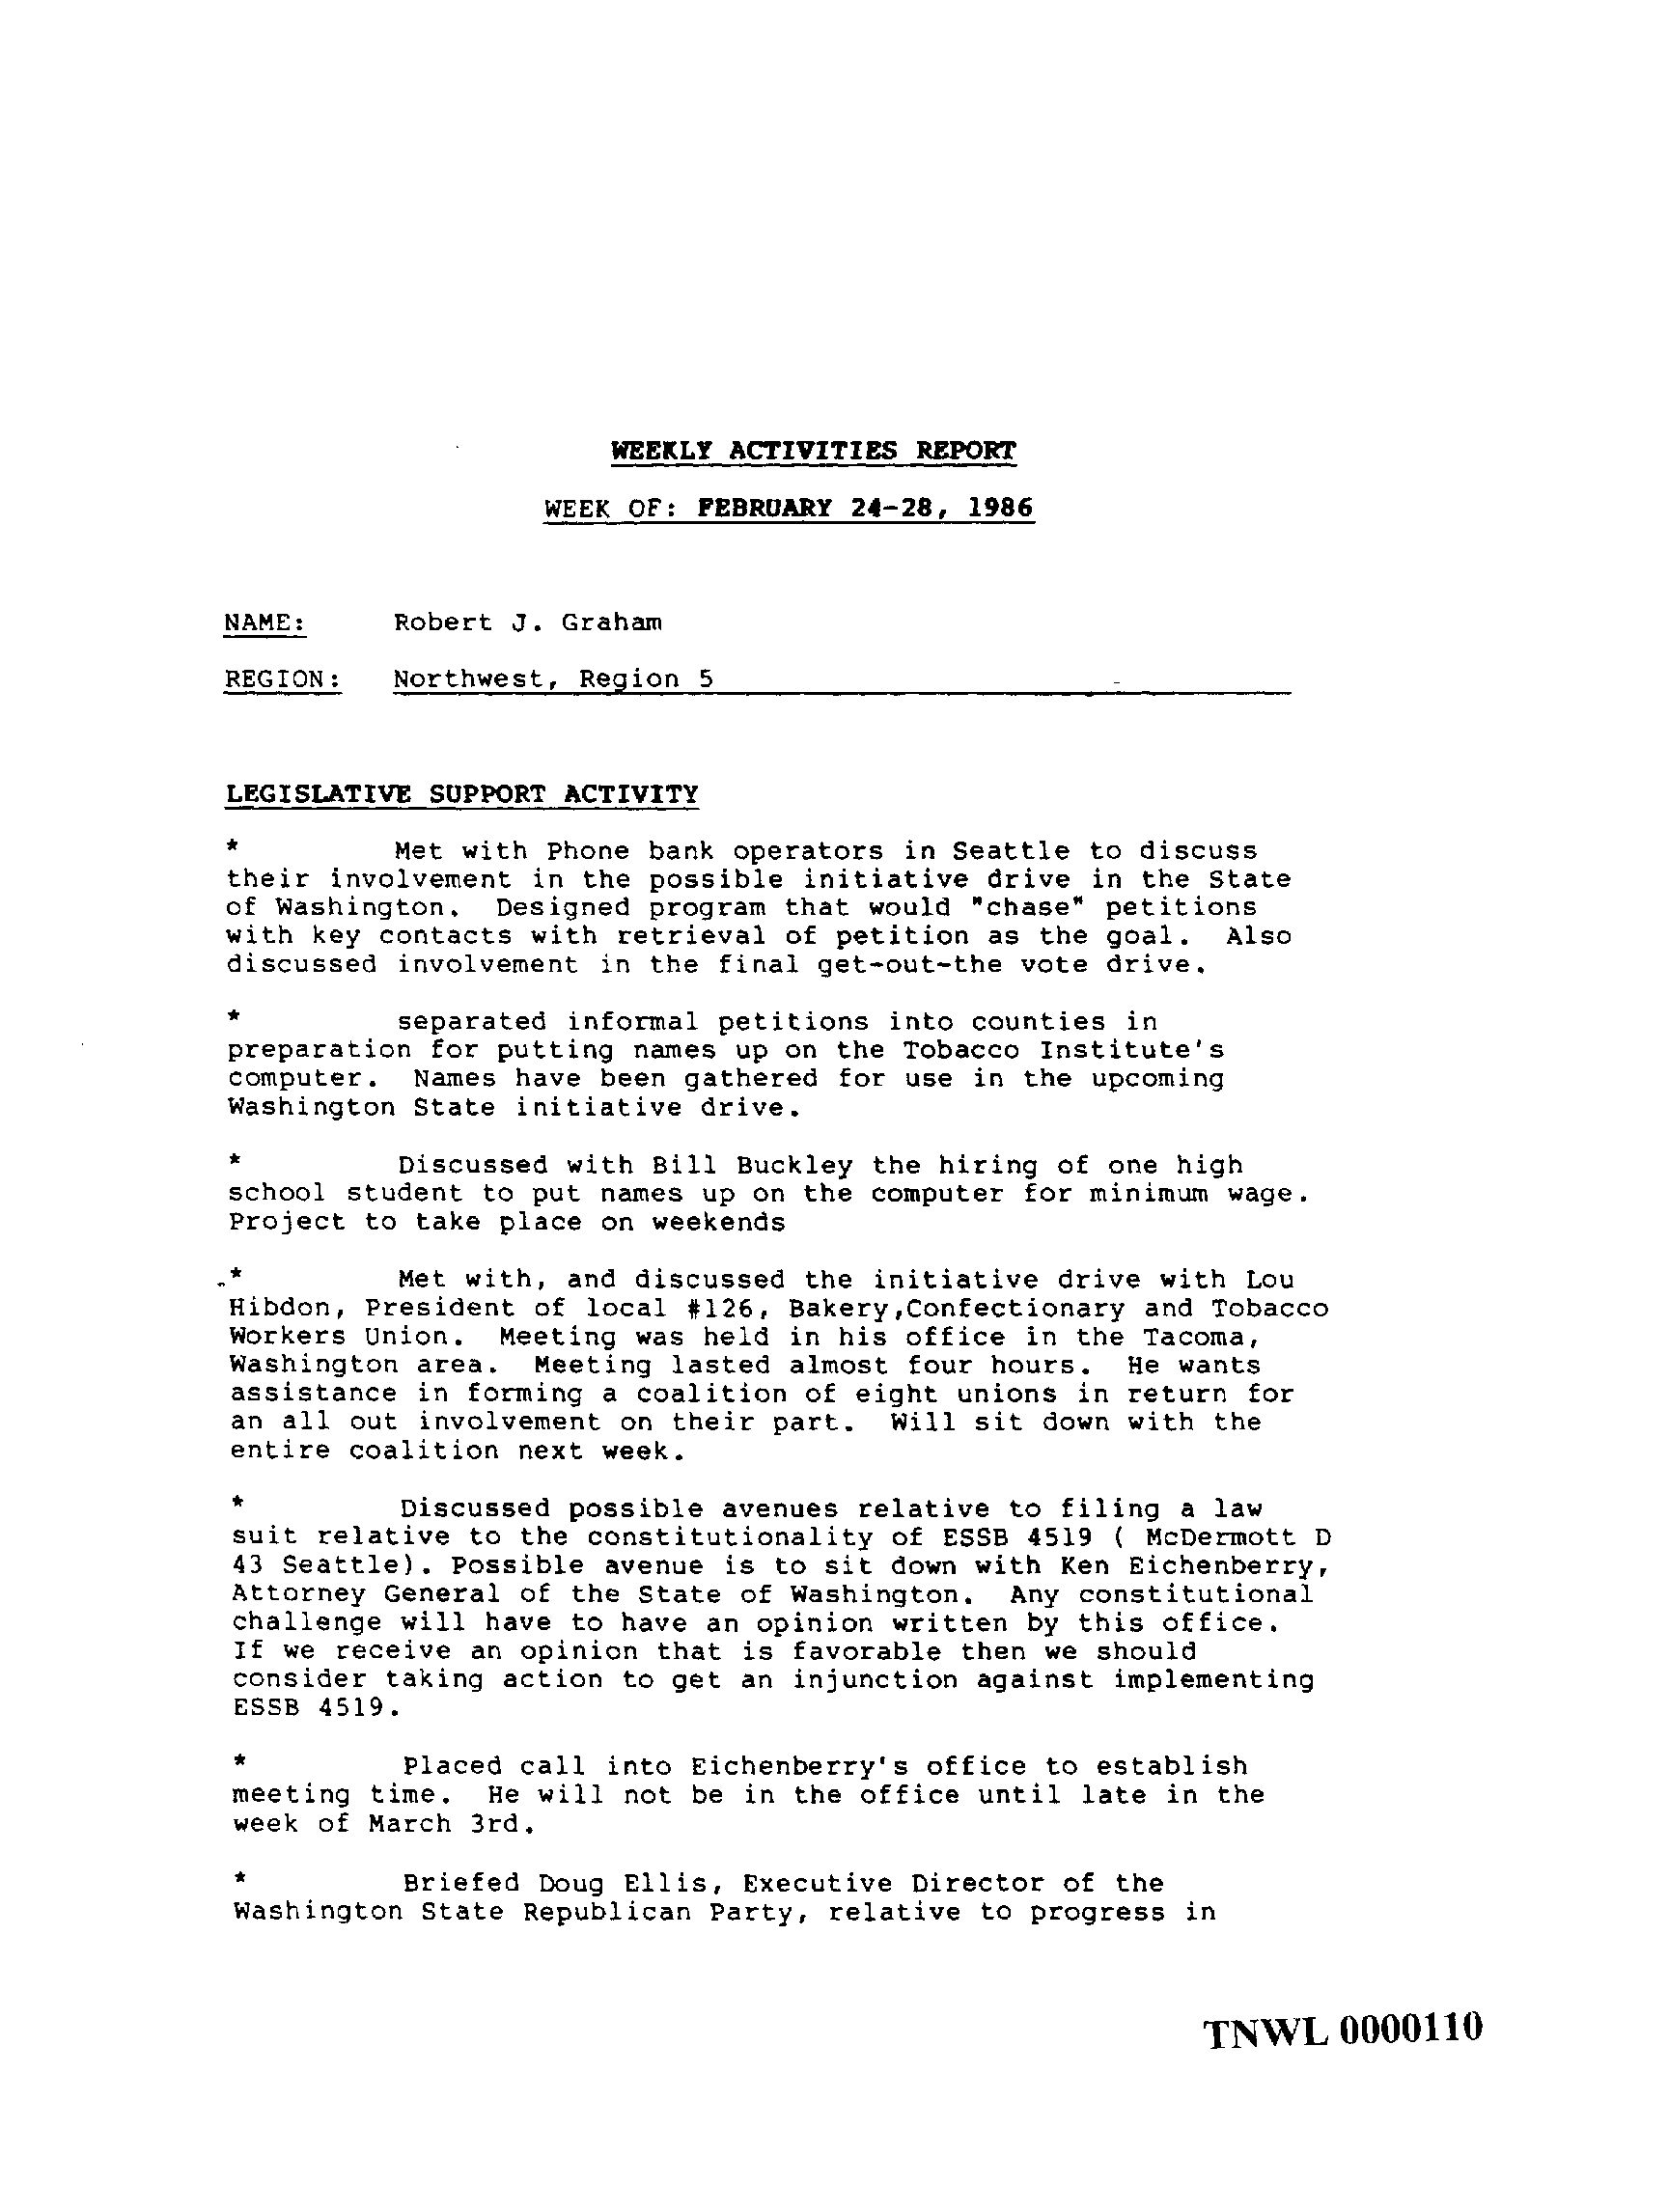 WEEKLY ACTIVITIES REPORT
WEEK OF: FEBRUARY 24-28, 1986
NAME: Robert J. Graham
REGION: Northwest, Region 5
LEGISLATIVE SUPPORT ACTIVITY
* Met with Phone bank operators in Seattle to discuss
their involvement in the possible initiative drive in the State
of Washington. Designed program that would "chase" petitions
with key contacts with retrieval of petition as the goal. Also
discussed involvement in the final get-out-the vote drive.
* separated informal petitions into counties in
preparation for putting names up on the Tobacco Institute's
computer. Names have been gathered for use in the upcoming
Washington State initiative drive.
* Discussed with Bill Buckley the hiring of one high
school student to put names up on the computer for minimum wage.
Project to take place on weekends
* Met with, and discussed the initiative drive with Lou
Hibdon, President of local #126, Bakery,Confectionary and Tobacco
Workers Union. Meeting was held in his office in the Tacoma,
Washington area. Meeting lasted almost four hours. He wants
assistance in forming a coalition of eight unions in return for
an all out involvement on their part. Will sit down with the
entire coalition next week.
* Discussed possible avenues relative to filing a law
suit relative to the constitutionality of ESSB 4519 ( McDermott D
43 Seattle). Possible avenue is to sit down with Ken Eichenberry,
Attorney General of the State of Washington. Any constitutional
challenge will have to have an opinion written by this office.
If we receive an opinion that is favorable then we should
consider taking action to get an injunction against implementing
ESSB 4519.
* Placed call into Eichenberry's office to establish
meeting time. He will not be in the office until late in the
week of March 3rd.
* Briefed Doug Ellis, Executive Director of the
Washington State Republican Party, relative to progress in
TNWL 0000110